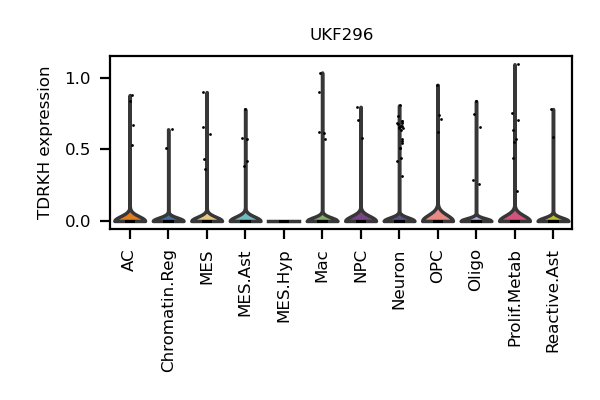 UKF296
TDRKH expression
1.0
0.5
0.0
AC
Chromatin.Reg
MES
MES.Ast
MES.Hyp
Mac
NPC
Neuron
OPC
Oligo
Prolif.Metab
Reactive.Ast